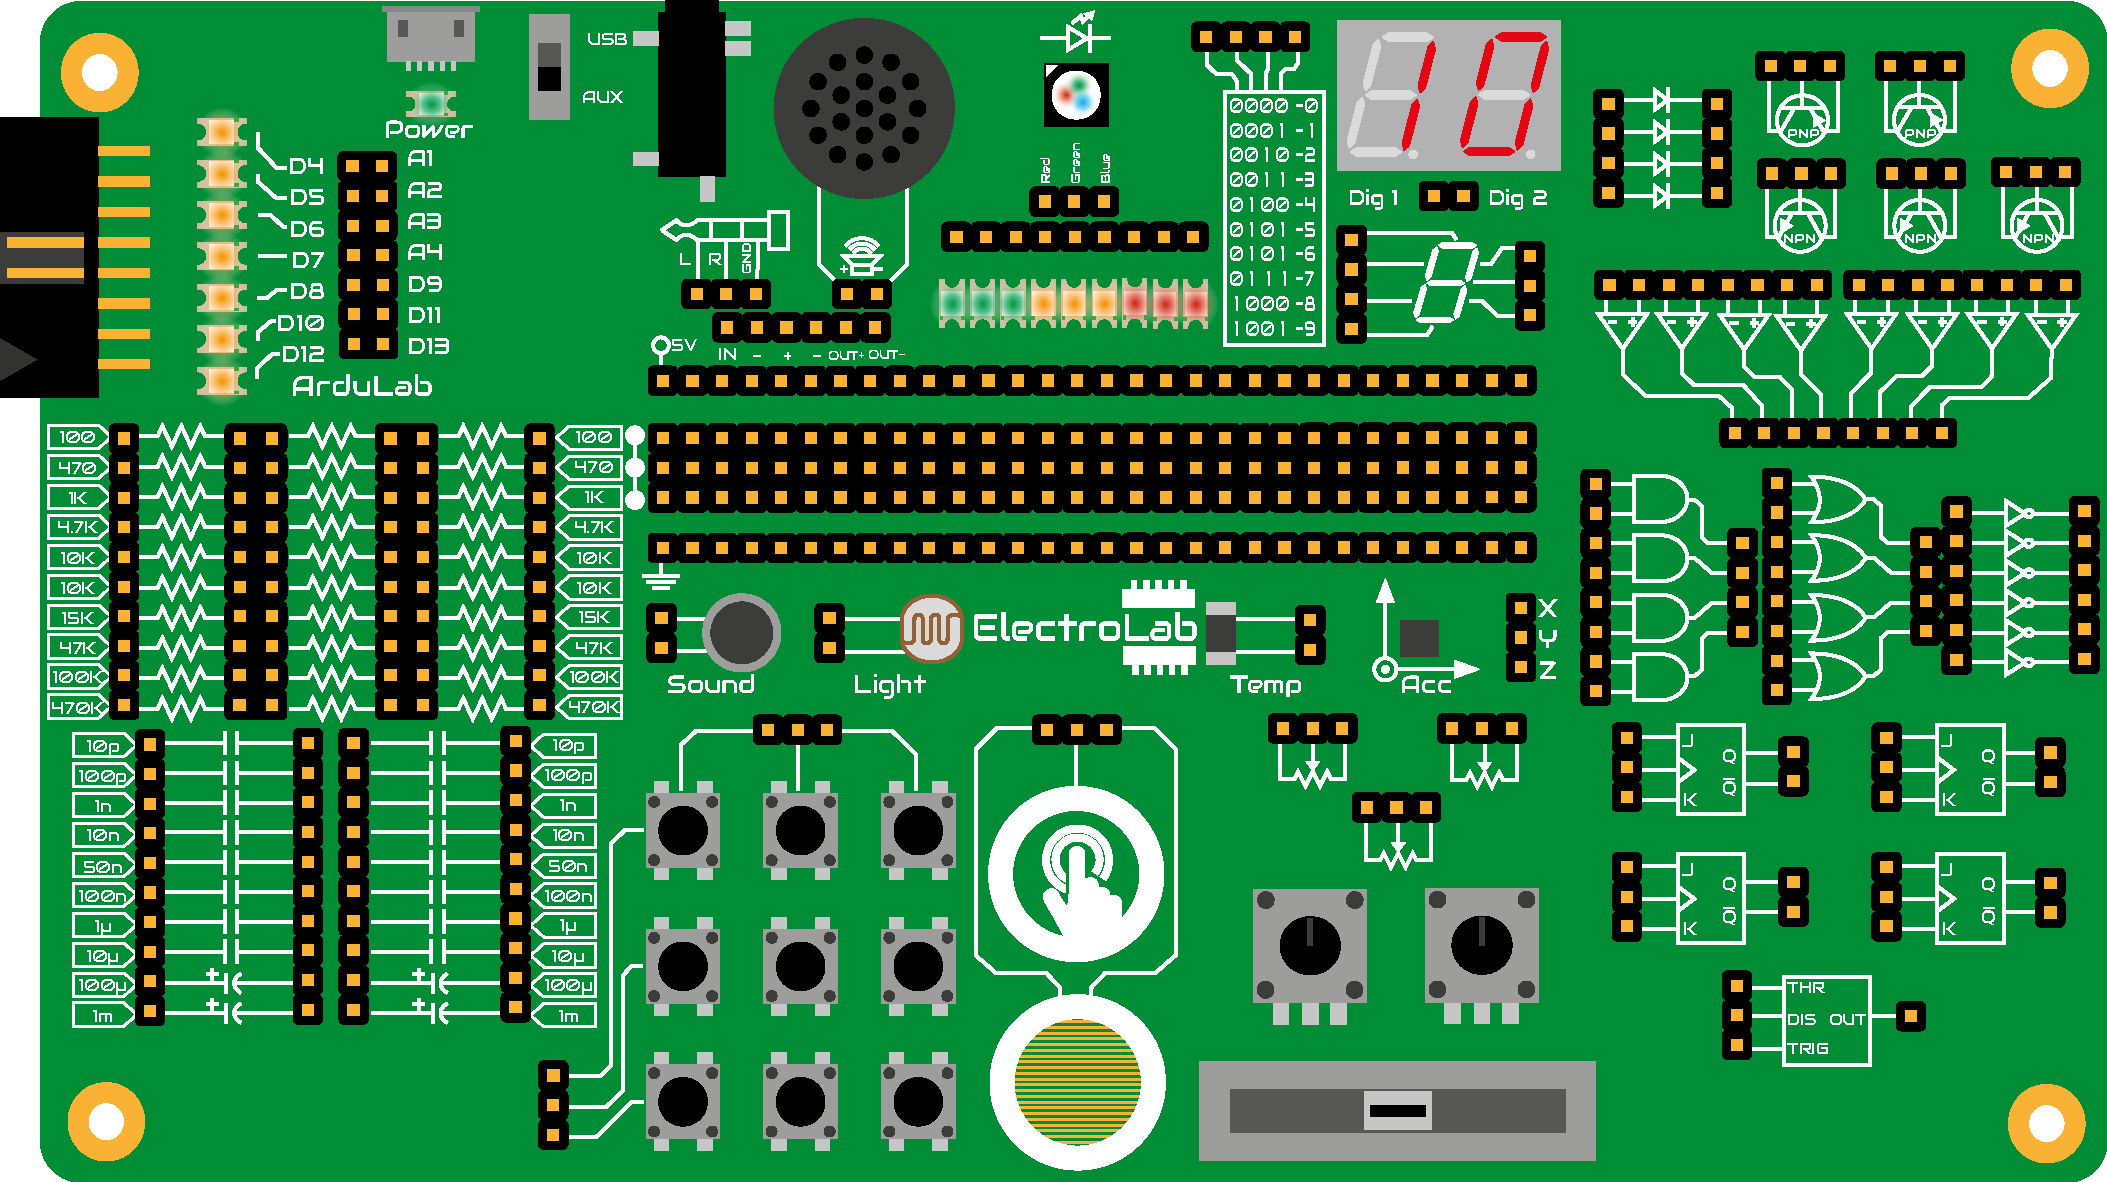 USB
AUX
Power
D4
D5
D6
D7
D8
D10
D12
A1
A2
A3
A4
D9
D11
D13
ArduLab
L R GND
+ -
5V
IN - + - OUT+ OUT-
Red Green Blue
0000 -0
0001 -1
0010 -2
0011 -3
0100 -4
0101 -5
0110 -6
0111 -7
1000 -8
1001 -9
10
Dig 1 Dig 2
PNP PNP
NPN NPN NPN
- + - + - + - + - + - + - + - +
100 100
470 470
1K 1K
4.7K 4.7K
10K 10K
10K 10K
15K 15K
47K 47K
100K 100K
470K 470K
10p 10p
100p 100p
1n 1n
10n 10n
50n 50n
100n 100n
1µ 1µ
10µ 10µ
100µ + + 100µ
1m + + 1m
ElectroLab
Sound Light Temp Acc
X
Y
Z
J Q
Q
K
J Q
Q
K
J Q
Q
K
J Q
Q
K
THR
DIS OUT
TRIG